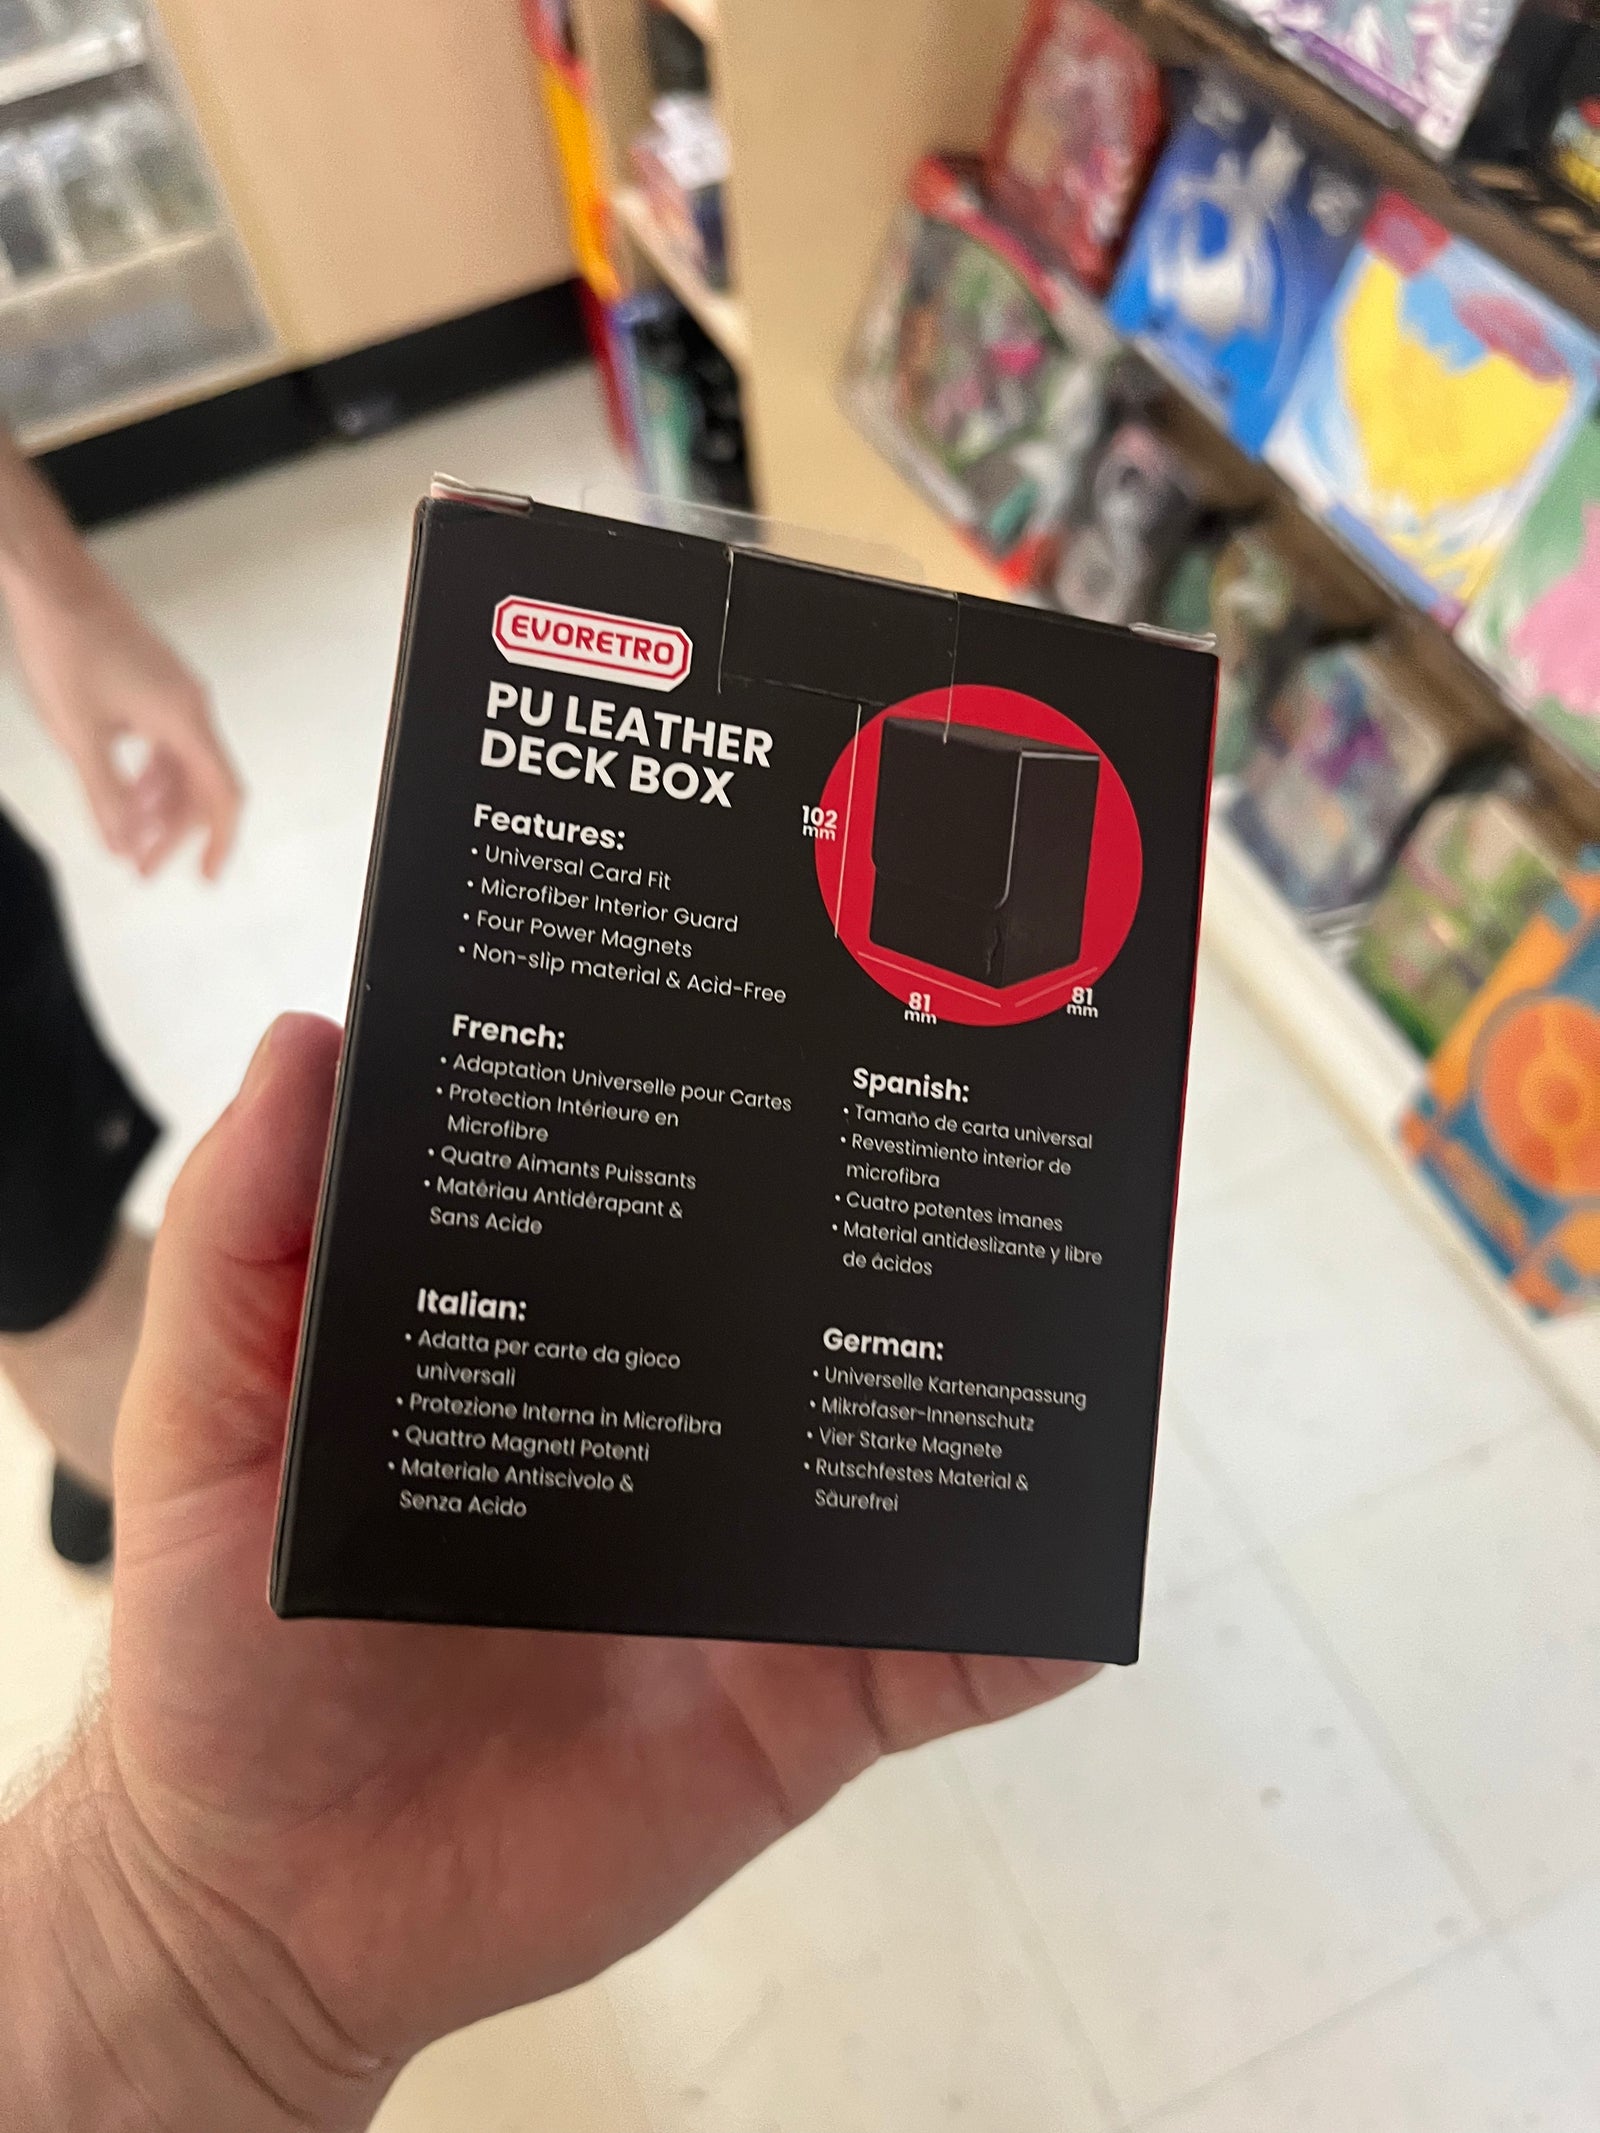 EVORETRO
PU LEATHER
DECK BOX
Features:
• Universal Card Fit
• Microfiber Interior Guard
• Four Power Magnets
• Non-slip material & Acid-Free
102
mm
81
mm
81
mm
French:
• Adaptation Universelle pour Cartes
• Protection Intérieure en
Microfibre
• Quatre Aimants Puissants
• Matériau Antidérapant &
Sans Acide
Spanish:
• Tamaño de carta universal
• Revestimiento interior de
microfibra
• Cuatro potentes imanes
• Material antideslizante y libre
de ácidos
Italian:
• Adatta per carte da gioco
universali
• Protezione Interna in Microfibra
• Quattro Magneti Potenti
• Materiale Antiscivolo &
Senza Acido
German:
• Universelle Kartenanpassung
• Mikrofaser-Innenschutz
• Vier Starke Magnete
• Rutschfestes Material &
Säurefrei